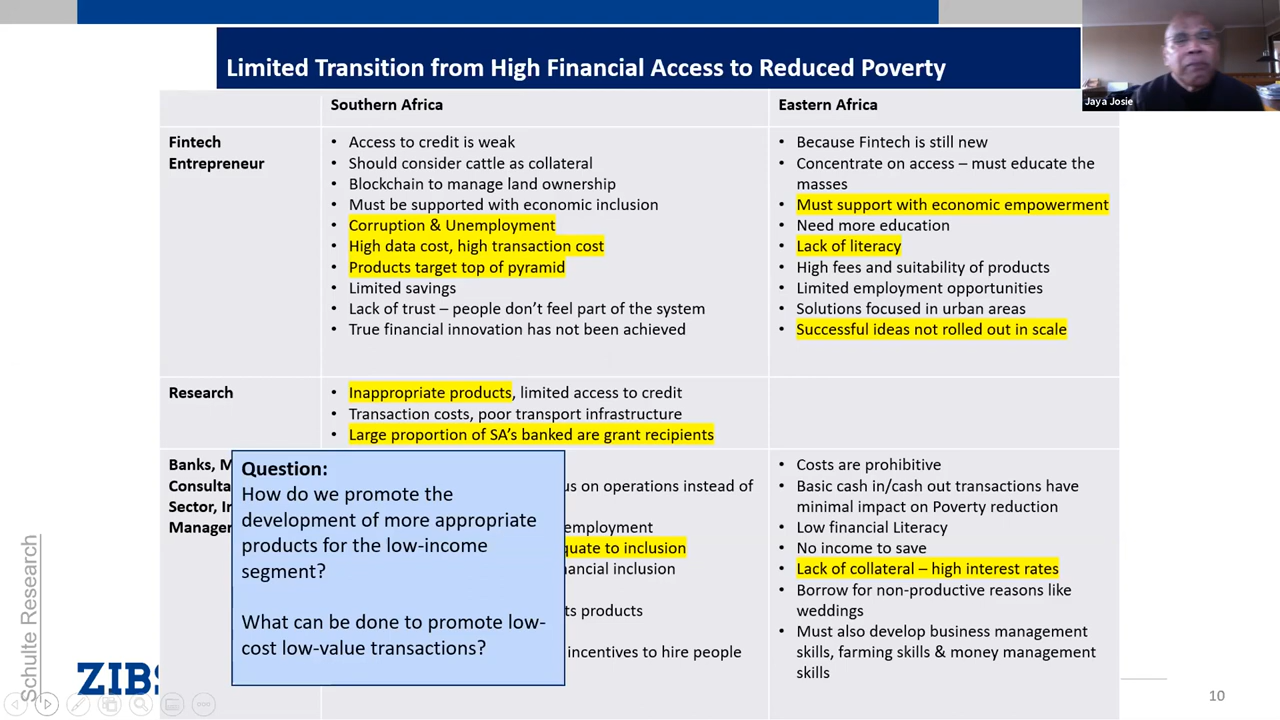 Limited Transition from High Financial Access to Reduced Poverty
Jaya Josie
Southern Africa
Eastern Africa
Fintech
Entrepreneur
• Access to credit is weak
• Should consider cattle as collateral
• Blockchain to manage land ownership
• Must be supported with economic inclusion
• Corruption & Unemployment
• High data cost, high transaction cost
• Products target top of pyramid
• Limited savings
• Lack of trust – people don't feel part of the system
• True financial innovation has not been achieved
• Because Fintech is still new
• Concentrate on access – must educate the
masses
• Must support with economic empowerment
• Need more education
• Lack of literacy
• High fees and suitability of products
• Limited employment opportunities
• Solutions focused in urban areas
• Successful ideas not rolled out in scale
Research
• Inappropriate products, limited access to credit
• Transaction costs, poor transport infrastructure
• Large proportion of SA's banked are grant recipients
Banks, M
Consulta
Sector, In
Manager
us on operations instead of
employment
quate to inclusion
nancial inclusion
ts products
incentives to hire people
• Costs are prohibitive
• Basic cash in/cash out transactions have
minimal impact on Poverty reduction
• Low financial Literacy
• No income to save
• Lack of collateral – high interest rates
• Borrow for non-productive reasons like
weddings
• Must also develop business management
skills, farming skills & money management
skills
Question:
How do we promote the
development of more appropriate
products for the low-income
segment?
What can be done to promote low-
cost low-value transactions?
Schulte Research
ZIBS
10